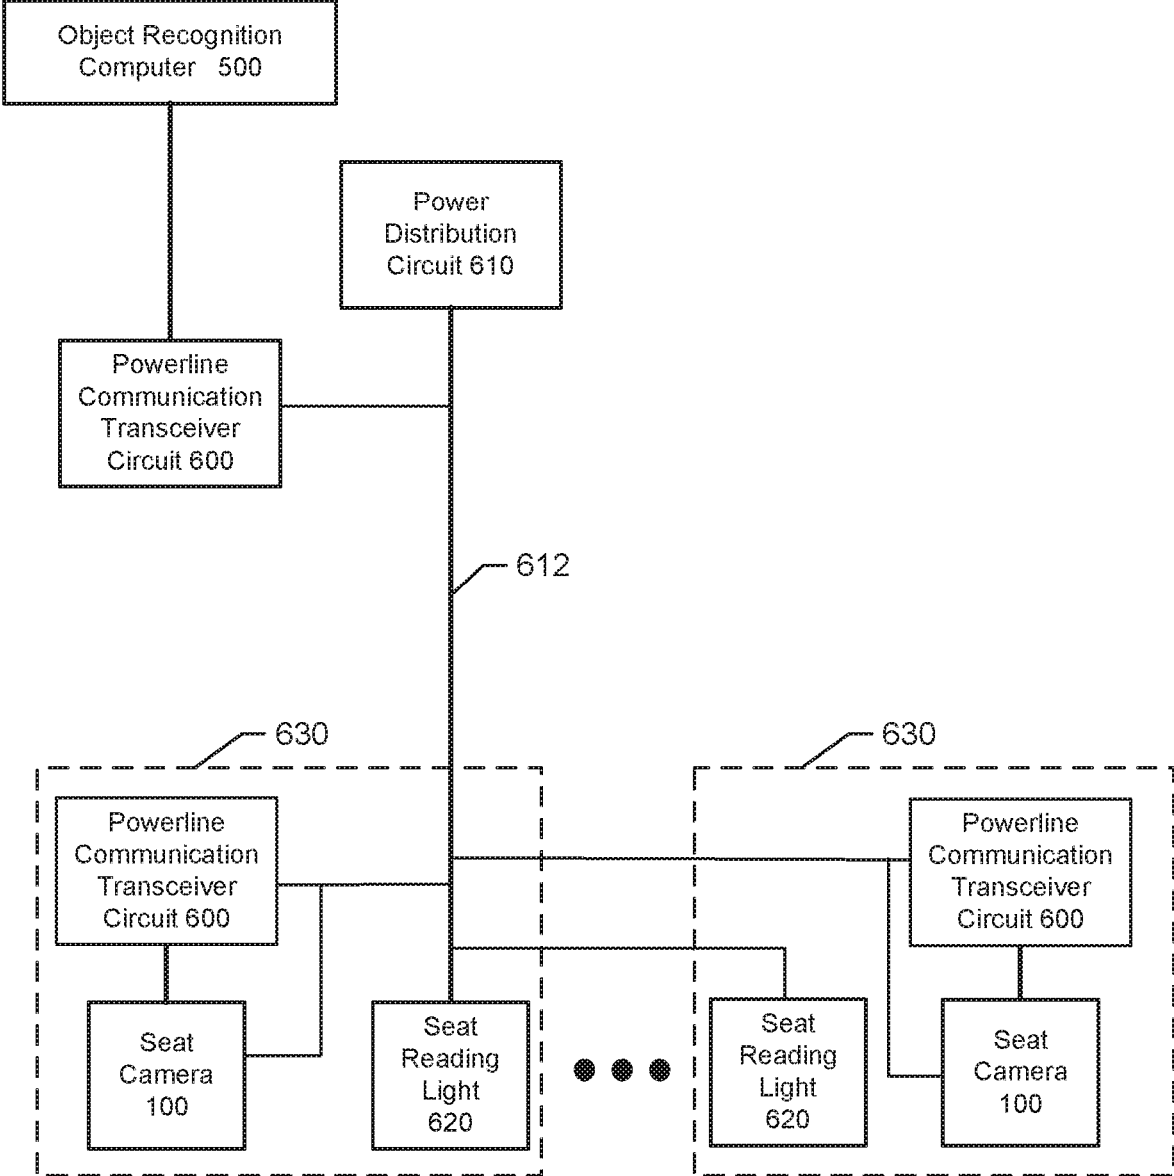 Object Recognition
Computer 500
Power
Distribution
Circuit 610
Powerline
Communication
Transceiver
Circuit 600
612
630
630
Powerline
Communication
Transceiver
Circuit 600
Powerline
Communication
Transceiver
Circuit 600
Seat
Camera
100
Seat
Reading
Light
620
Seat
Reading
Light
620
Seat
Camera
100